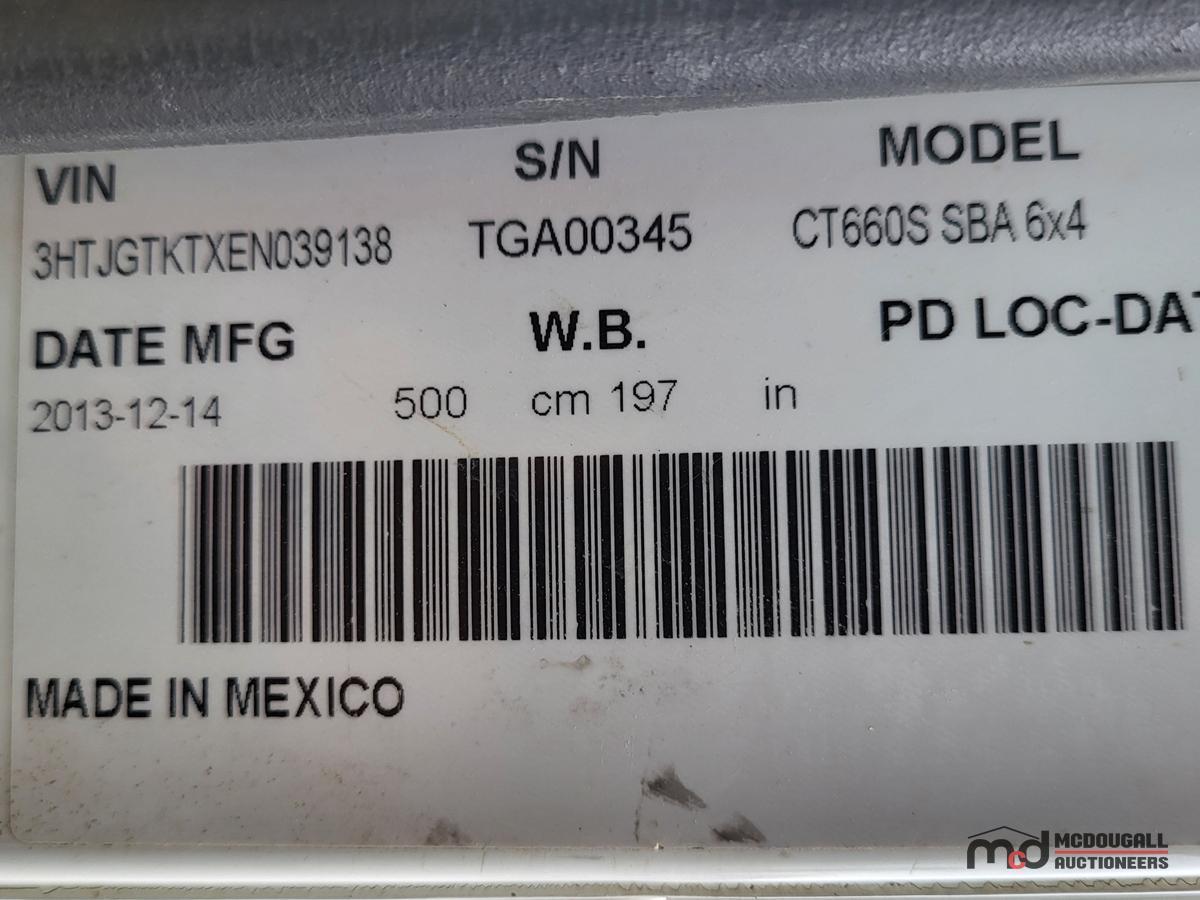 VIN S/N MODEL
3HTJGTKTXEN039138 TGA00345 CT660S SBA 6x4
DATE MFG W.B. PD LOC-DAT
2013-12-14 500 cm 197 in
MADE IN MEXICO
mcd MCDOUGALL
AUCTIONEERS